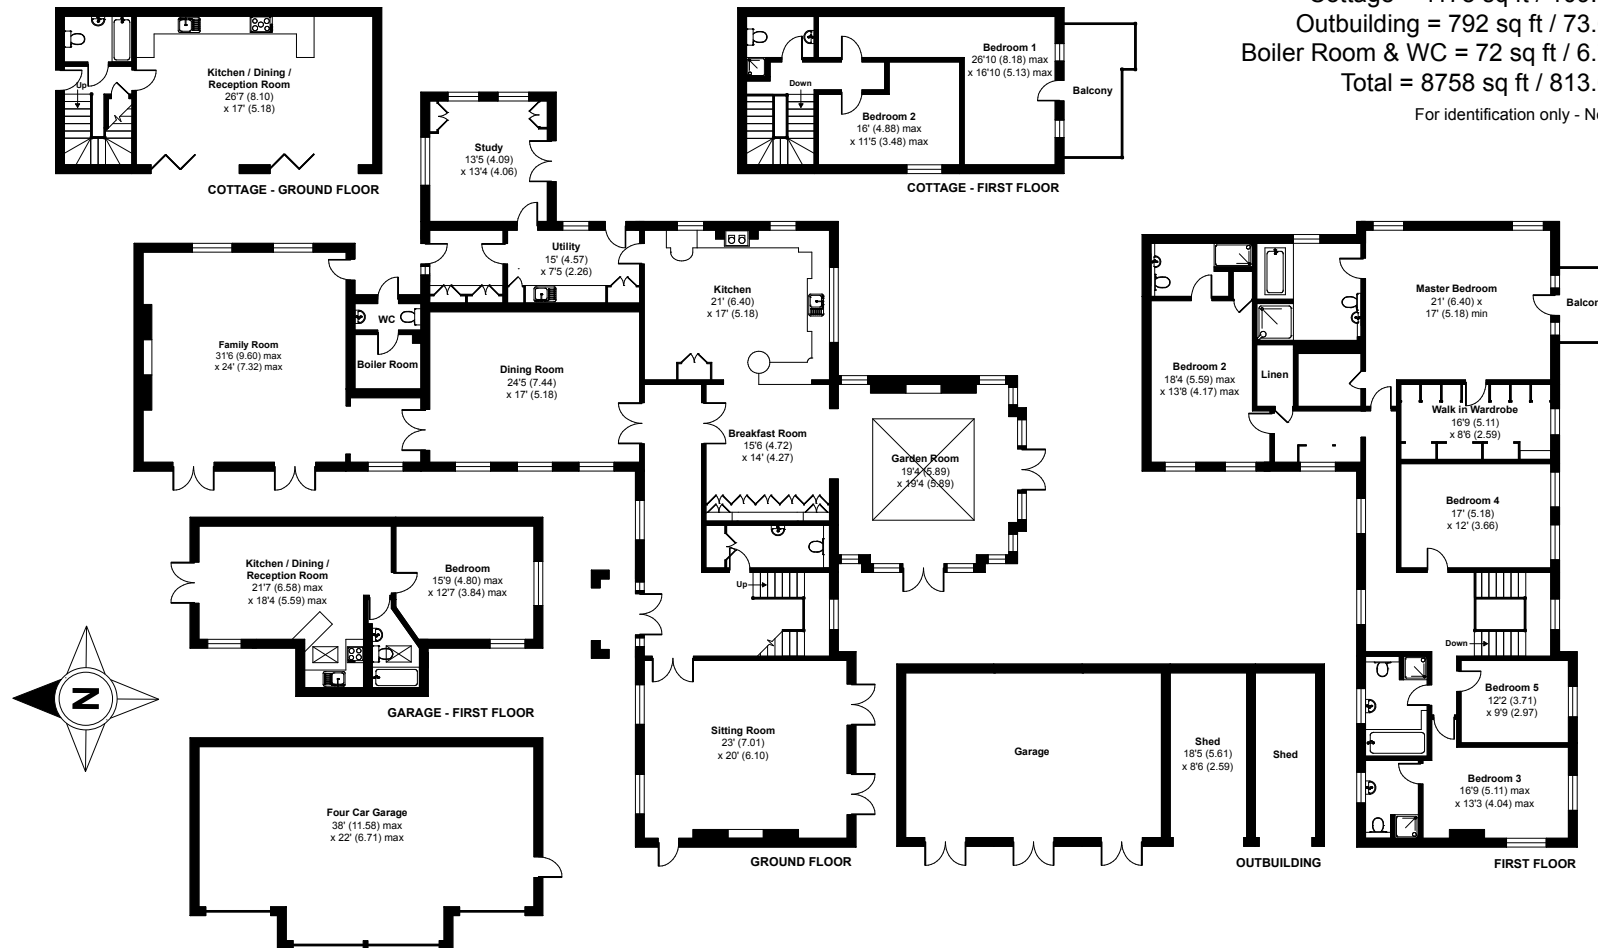 Outbuilding = 792 sq ft / 73.
Boiler Room & WC = 72 sq ft / 6.
Total = 8758 sq ft / 813.
For identification only - N
Kitchen / Dining /
Reception Room
26'7 (8.10)
x 17' (5.18)
Up
COTTAGE - GROUND FLOOR
Bedroom 1
26'10 (8.18) max
x 16'10 (5.13) max
Balcony
Down
Bedroom 2
16' (4.88) max
x 11'5 (3.48) max
COTTAGE - FIRST FLOOR
Study
13'5 (4.09)
x 13'4 (4.06)
Utility
15' (4.57)
x 7'5 (2.26)
Kitchen
21' (6.40)
x 17' (5.18)
WC
Boiler Room
Family Room
31'6 (9.60) max
x 24' (7.32) max
Dining Room
24'5 (7.44)
x 17' (5.18)
Breakfast Room
15'6 (4.72)
x 14' (4.27)
Garden Room
19'4 (5.89)
x 19'4 (5.89)
Up
Sitting Room
23' (7.01)
x 20' (6.10)
GROUND FLOOR
Master Bedroom
21' (6.40) x
17' (5.18) min
Balcon
Bedroom 2
18'4 (5.59) max
x 13'8 (4.17) max
Linen
Walk in Wardrobe
16'9 (5.11)
x 8'6 (2.59)
Bedroom 4
17' (5.18)
x 12' (3.66)
Down
Bedroom 5
12'2 (3.71)
x 9'9 (2.97)
Bedroom 3
16'9 (5.11) max
x 13'3 (4.04) max
FIRST FLOOR
Kitchen / Dining /
Reception Room
21'7 (6.58) max
x 18'4 (5.59) max
Bedroom
15'9 (4.80) max
x 12'7 (3.84) max
GARAGE - FIRST FLOOR
N
Four Car Garage
38' (11.58) max
x 22' (6.71) max
Garage
Shed
18'5 (5.61)
x 8'6 (2.59)
Shed
OUTBUILDING